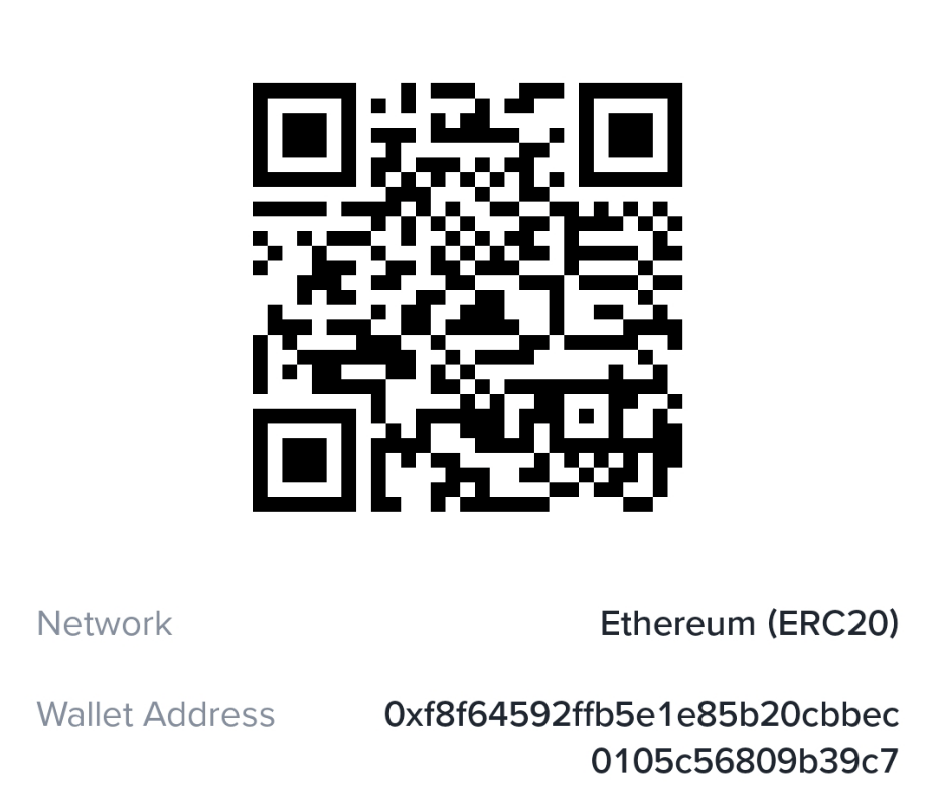 Network
Ethereum (ERC20)
Wallet Address
0xf8f64592ffb5e1e85b20cbbec
0105c56809b39c7